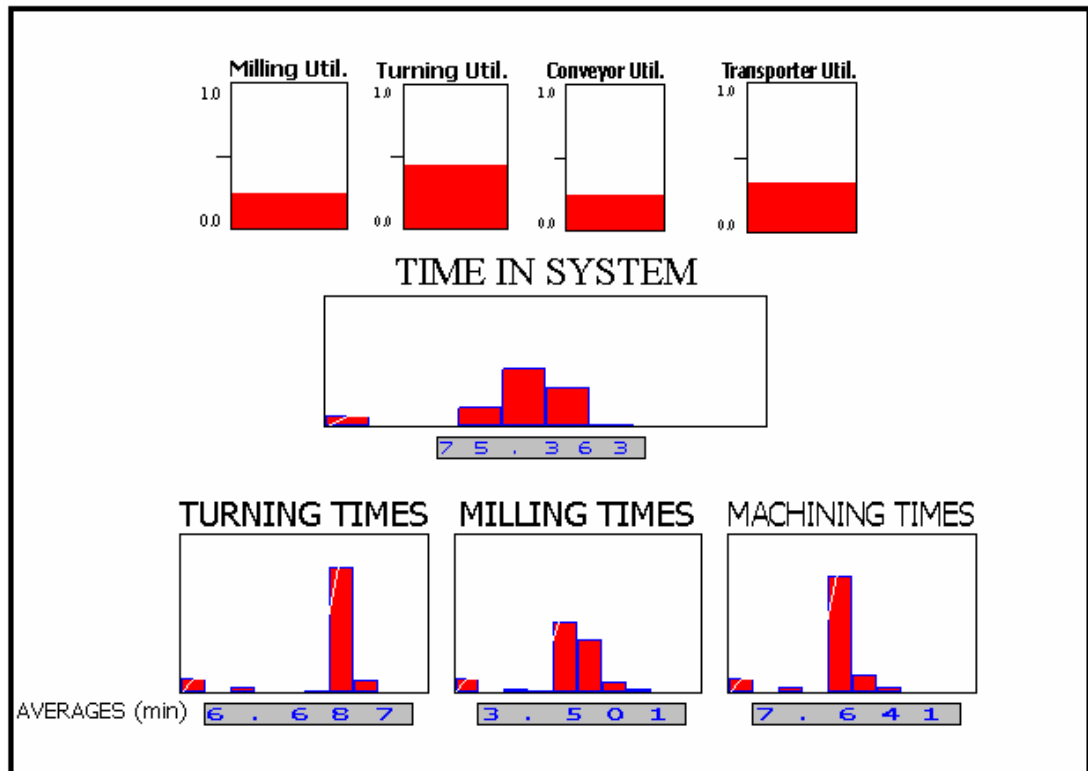 Milling Util. Turning Util. Conveyor Util. Transporter Util.
1.0 1.0 1.0 1.0
0.0 0.0 0.0 0.0
TIME IN SYSTEM
75.363
TURNING TIMES MILLING TIMES MACHINING TIMES
AVERAGES (min) 6.687 3.501 7.641